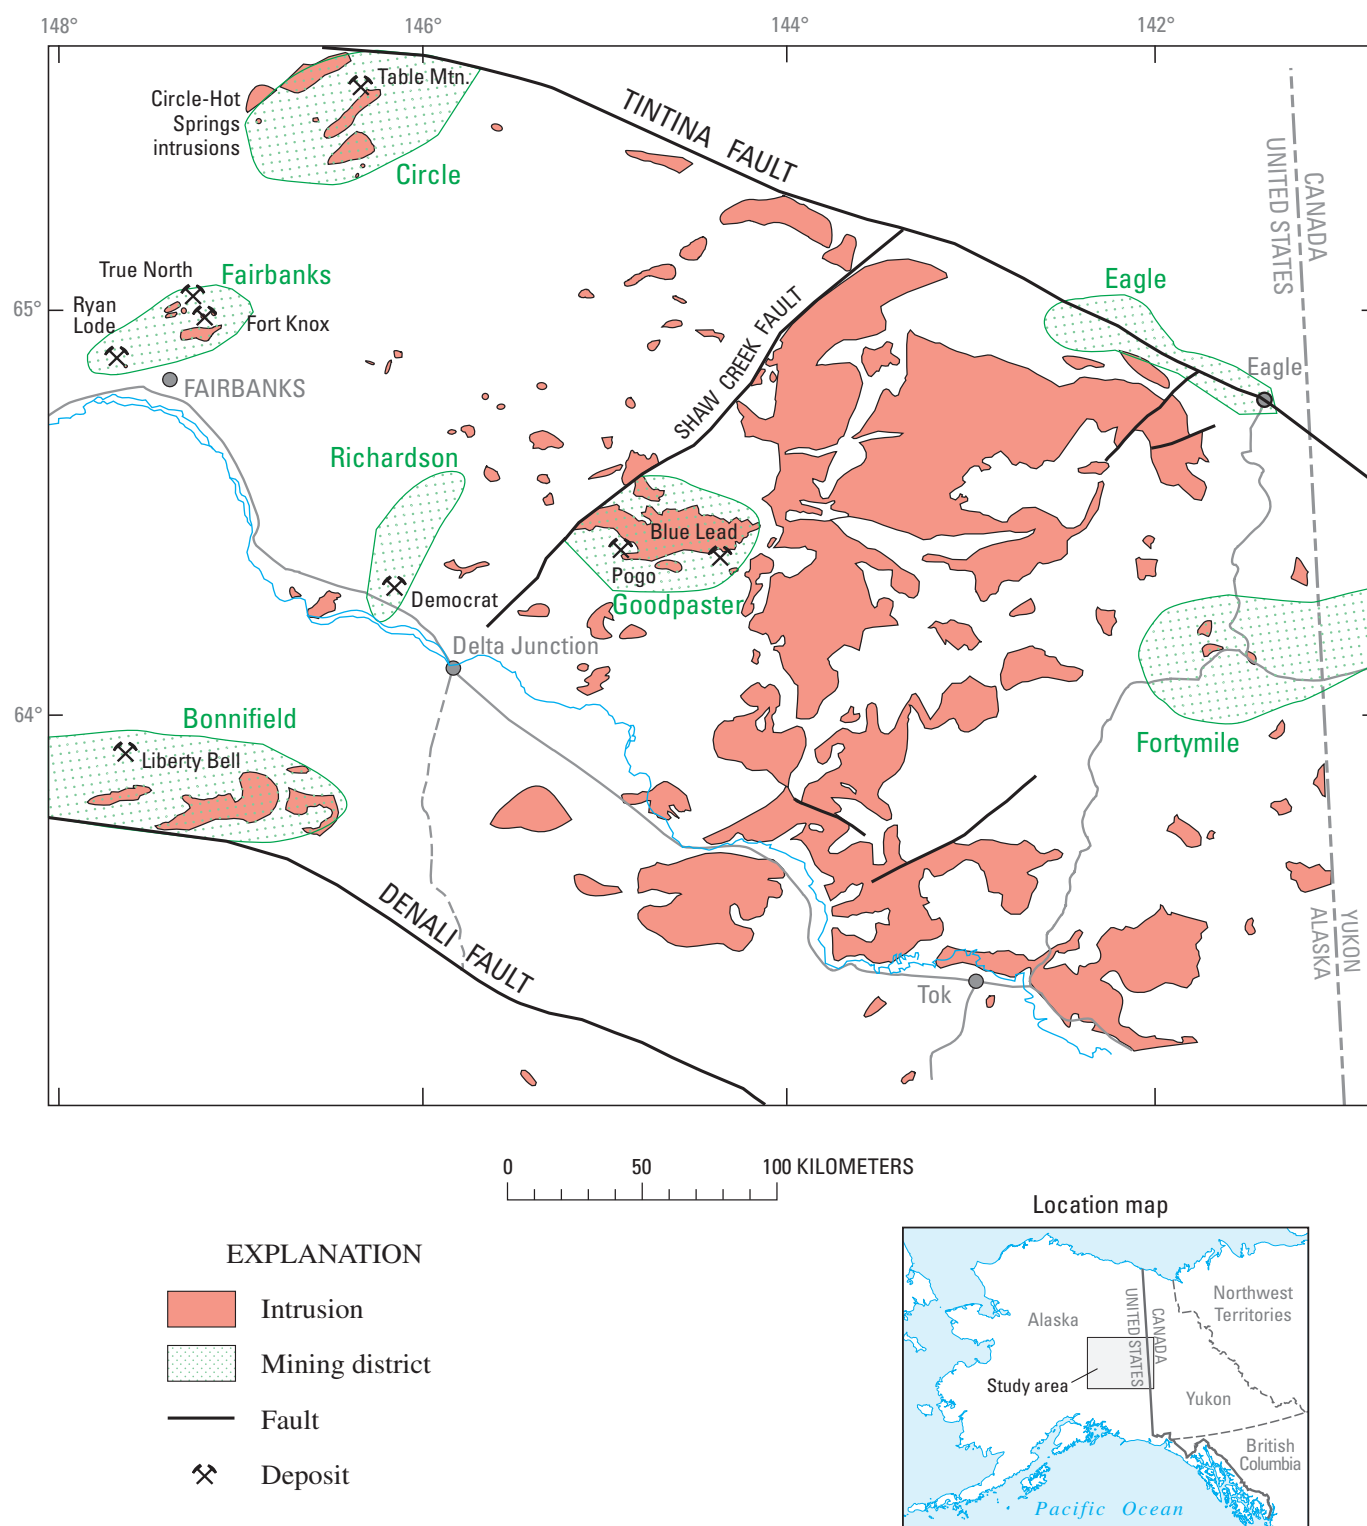 148°
146°
144°
142°
Table Mtn.
Circle-Hot
Springs
intrusions
Circle
TINTINA FAULT
CANADA
UNITED STATES
True North
Fairbanks
Ryan
Lode
Fort Knox
65°
FAIRBANKS
SHAW CREEK FAULT
Eagle
Eagle
Richardson
Democrat
Blue Lead
Pogo
Goodpaster
Delta Junction
64°
Bonnifield
Liberty Bell
Fortymile
DENALI FAULT
YUKON
ALASKA
Tok
0 50 100 KILOMETERS
EXPLANATION
Intrusion
Mining district
Fault
Deposit
Location map
Alaska
UNITED STATES
CANADA
Northwest
Territories
Study area
Yukon
British
Columbia
Pacific Ocean